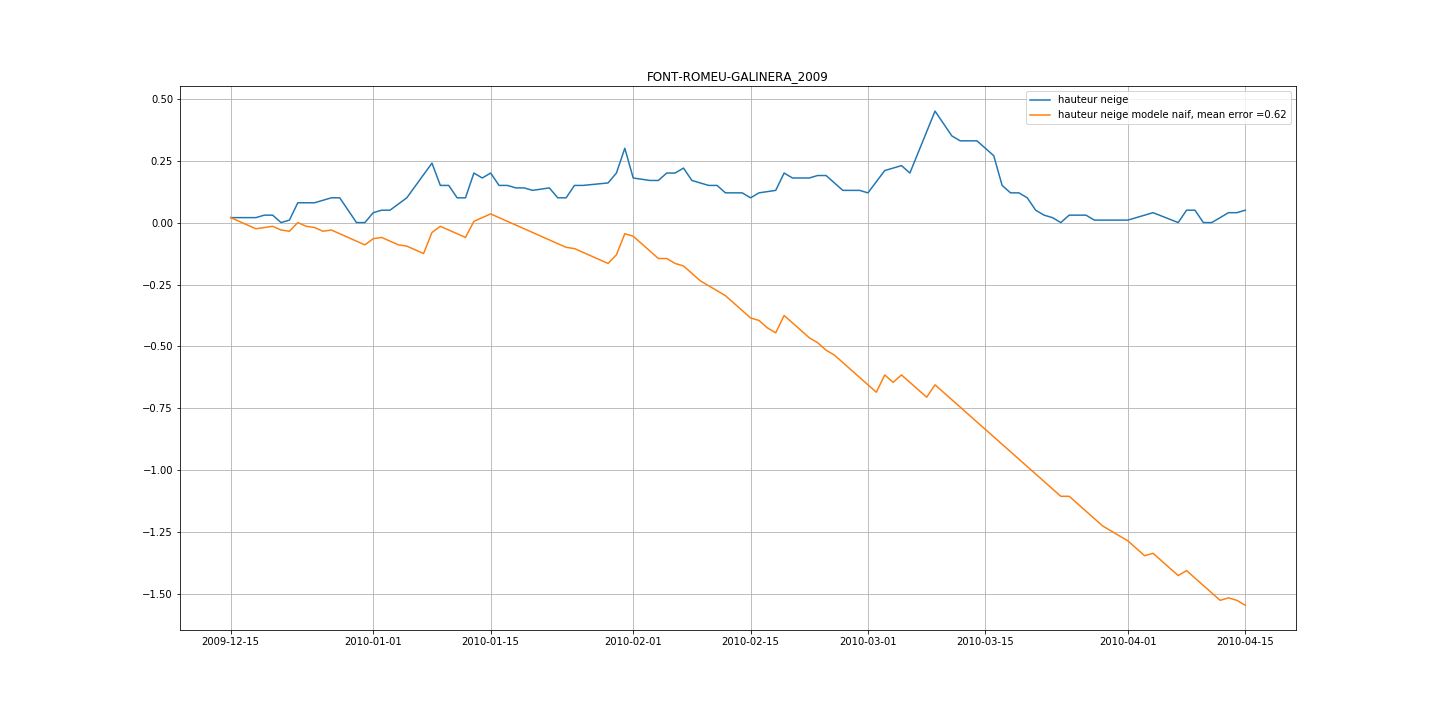 FONT-ROMEU-GALINERA_2009
hauteur neige
hauteur neige modele naif, mean error =0.62
0.50
0.25
0.00
−0.25
−0.50
−0.75
−1.00
−1.25
−1.50
2009-12-15 2010-01-01 2010-01-15 2010-02-01 2010-02-15 2010-03-01 2010-03-15 2010-04-01 2010-04-15